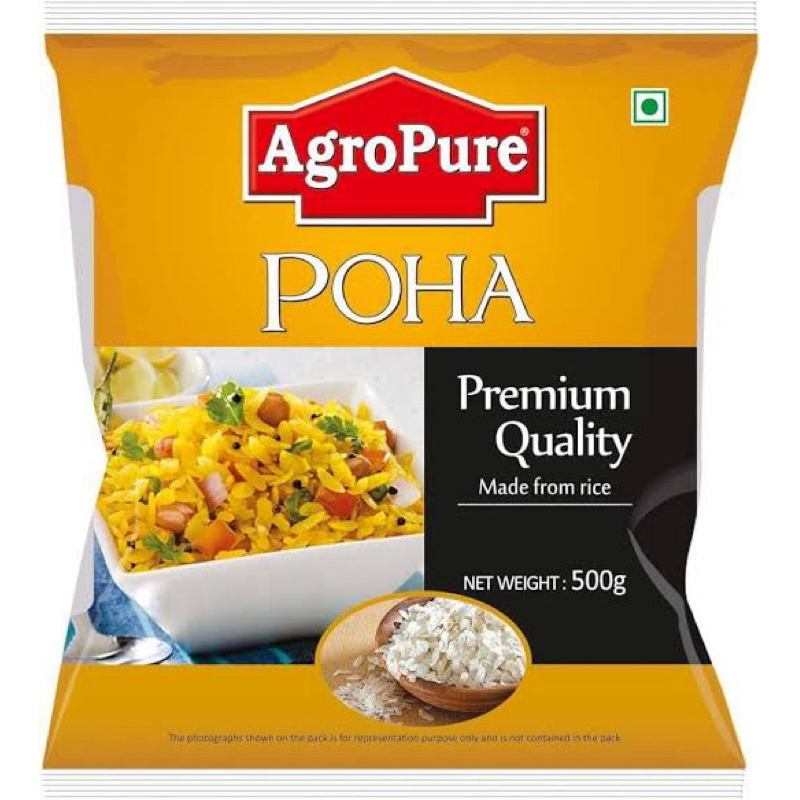 AgroPure®
POHA
Premium
Quality
Made from rice
NET WEIGHT : 500g
The photographs shown on the pack is for representation purpose only and is not contained in the pack